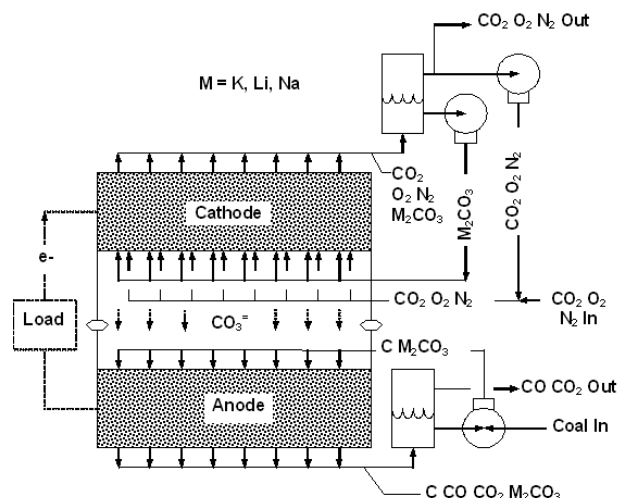 CO₂ O₂ N₂ Out
M = K, Li, Na
CO₂ O₂ N₂
M₂CO₃
CO₂
O₂ N₂
M₂CO₃
Cathode
e-
Load
CO₂ O₂ N₂
CO₂ O₂
N₂ In
CO₃⁼
C M₂CO₃
CO CO₂ Out
Anode
Coal In
C CO CO₂ M₂CO₃